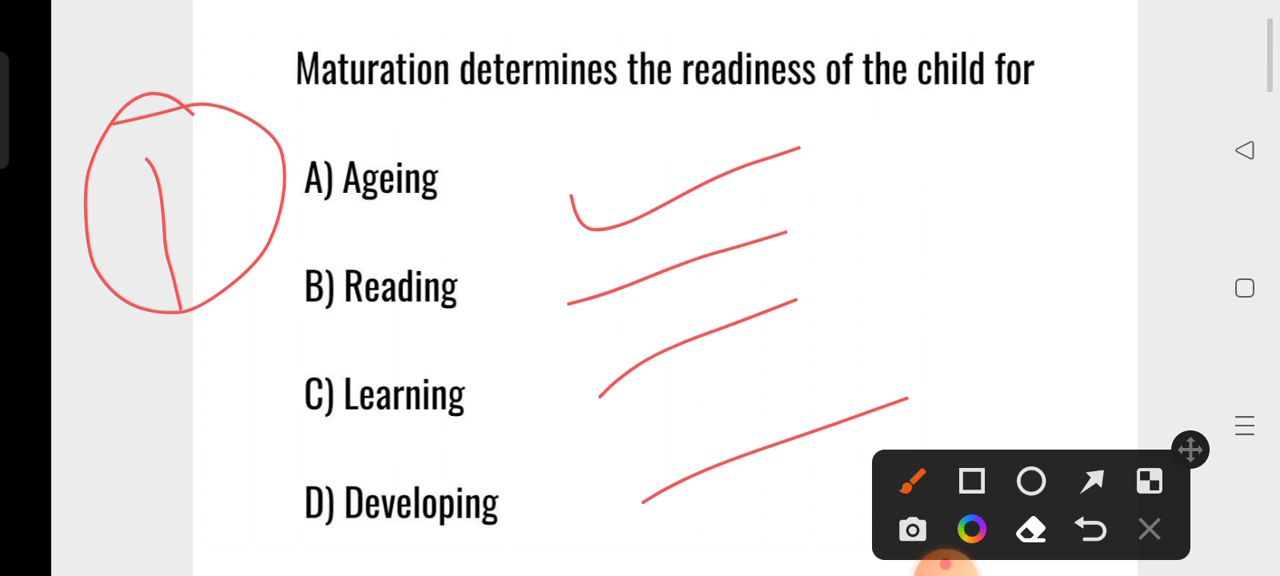 Maturation determines the readiness of the child for
A) Ageing
B) Reading
C) Learning
D) Developing